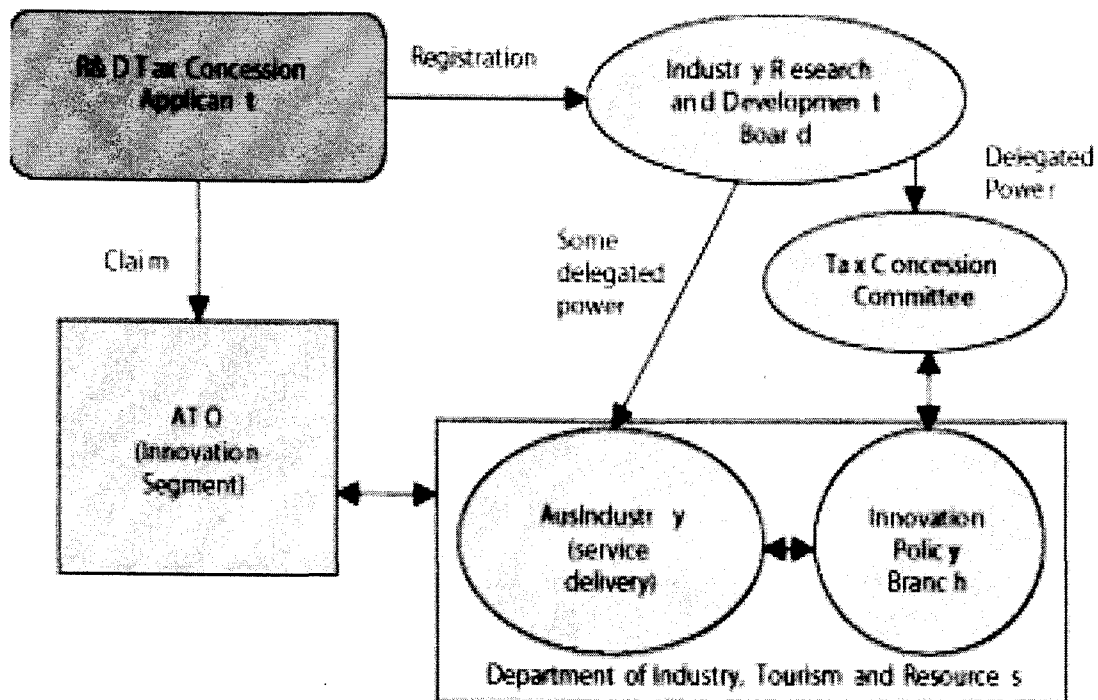 R&D Tax Concession
Applicant
Registration
Industry Research
and Development
Board
Delegated
Power
Claim
Some
delegated
power
Tax Concession
Committee
ATO
(Innovation
Segment)
AusIndustry
(service
delivery)
Innovation
Policy
Branch
Department of Industry, Tourism and Resources